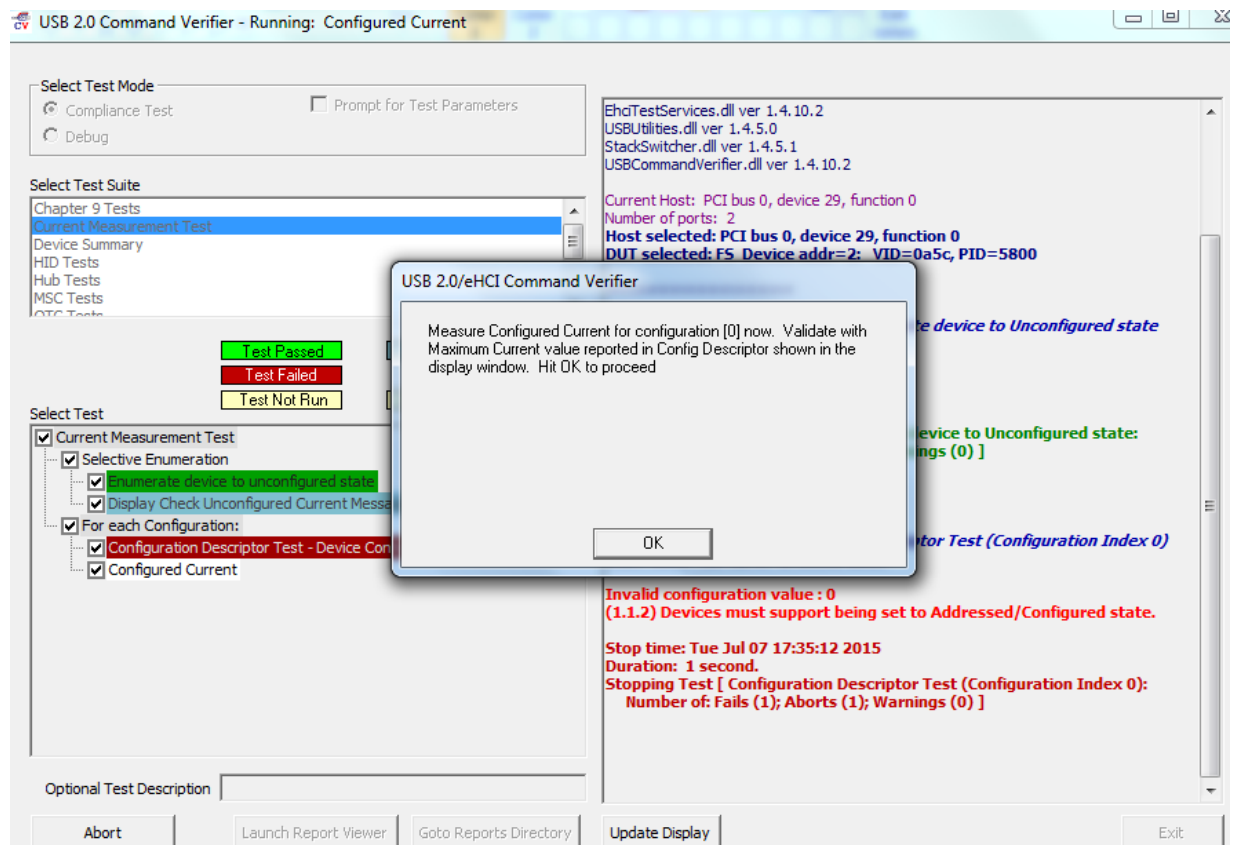 USB 2.0 Command Verifier - Running: Configured Current
Select Test Mode
Compliance Test
Prompt for Test Parameters
Debug
Select Test Suite
Chapter 9 Tests
Current Measurement Test
Device Summary
HID Tests
Hub Tests
MSC Tests
OTG Tests
Test Passed
Test Failed
Test Not Run
Select Test
Current Measurement Test
Selective Enumeration
Enumerate device to unconfigured state
Display Check Unconfigured Current Messa
For each Configuration:
Configuration Descriptor Test - Device Con
Configured Current
Optional Test Description
Abort
Launch Report Viewer
Goto Reports Directory
EhciTestServices.dll ver 1.4.10.2
USBUtilities.dll ver 1.4.5.0
StackSwitcher.dll ver 1.4.5.1
USBCommandVerifier.dll ver 1.4.10.2
Current Host: PCI bus 0, device 29, function 0
Number of ports: 2
Host selected: PCI bus 0, device 29, function 0
DUT selected: FS Device addr=2: VID=0a5c, PID=5800
te device to Unconfigured state
evice to Unconfigured state:
ings (0) ]
tor Test (Configuration Index 0)
Invalid configuration value : 0
(1.1.2) Devices must support being set to Addressed/Configured state.
Stop time: Tue Jul 07 17:35:12 2015
Duration: 1 second.
Stopping Test [ Configuration Descriptor Test (Configuration Index 0):
Number of: Fails (1); Aborts (1); Warnings (0) ]
Update Display
Exit
USB 2.0/eHCI Command Verifier
Measure Configured Current for configuration [0] now. Validate with
Maximum Current value reported in Config Descriptor shown in the
display window. Hit OK to proceed
OK